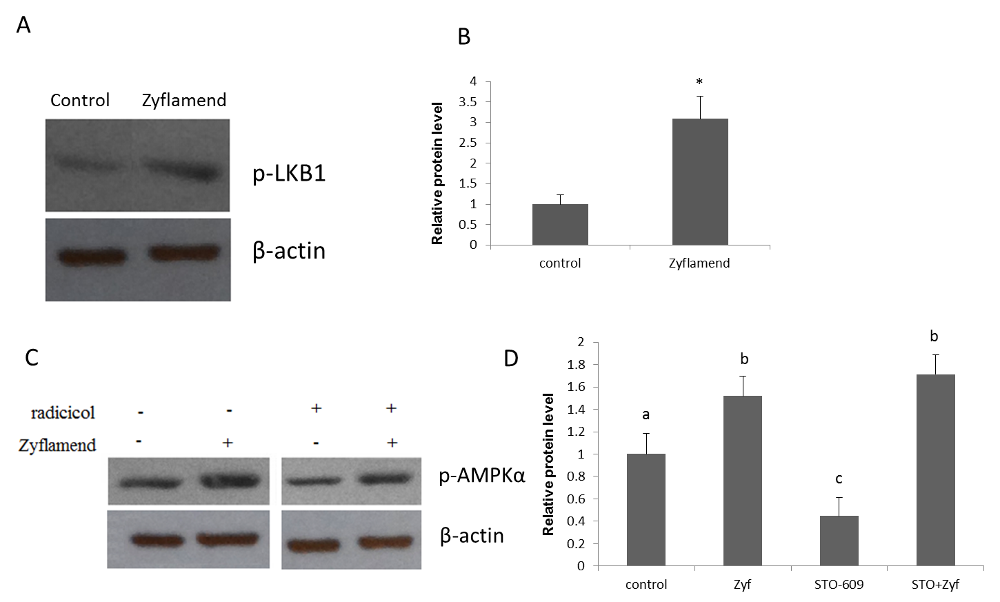 A
Control Zyflamend
p-LKB1
β-actin
B
Relative protein level
4
3.5
3
2.5
2
1.5
1
0.5
0
*
control Zyflamend
C
radicicol - - + +
Zyflamend - + - +
p-AMPKα
β-actin
D
Relative protein level
2
1.8
1.6
1.4
1.2
1
0.8
0.6
0.4
0.2
0
a b c b
control Zyf STO-609 STO+Zyf